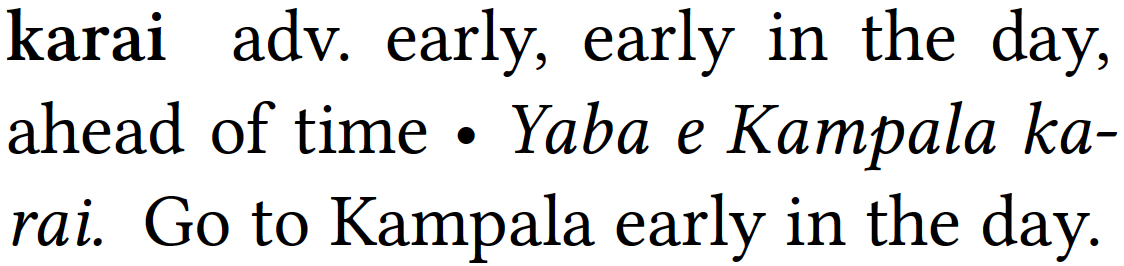 karai adv. early, early in the day,
ahead of time • Yaba e Kampala ka-
rai. Go to Kampala early in the day.